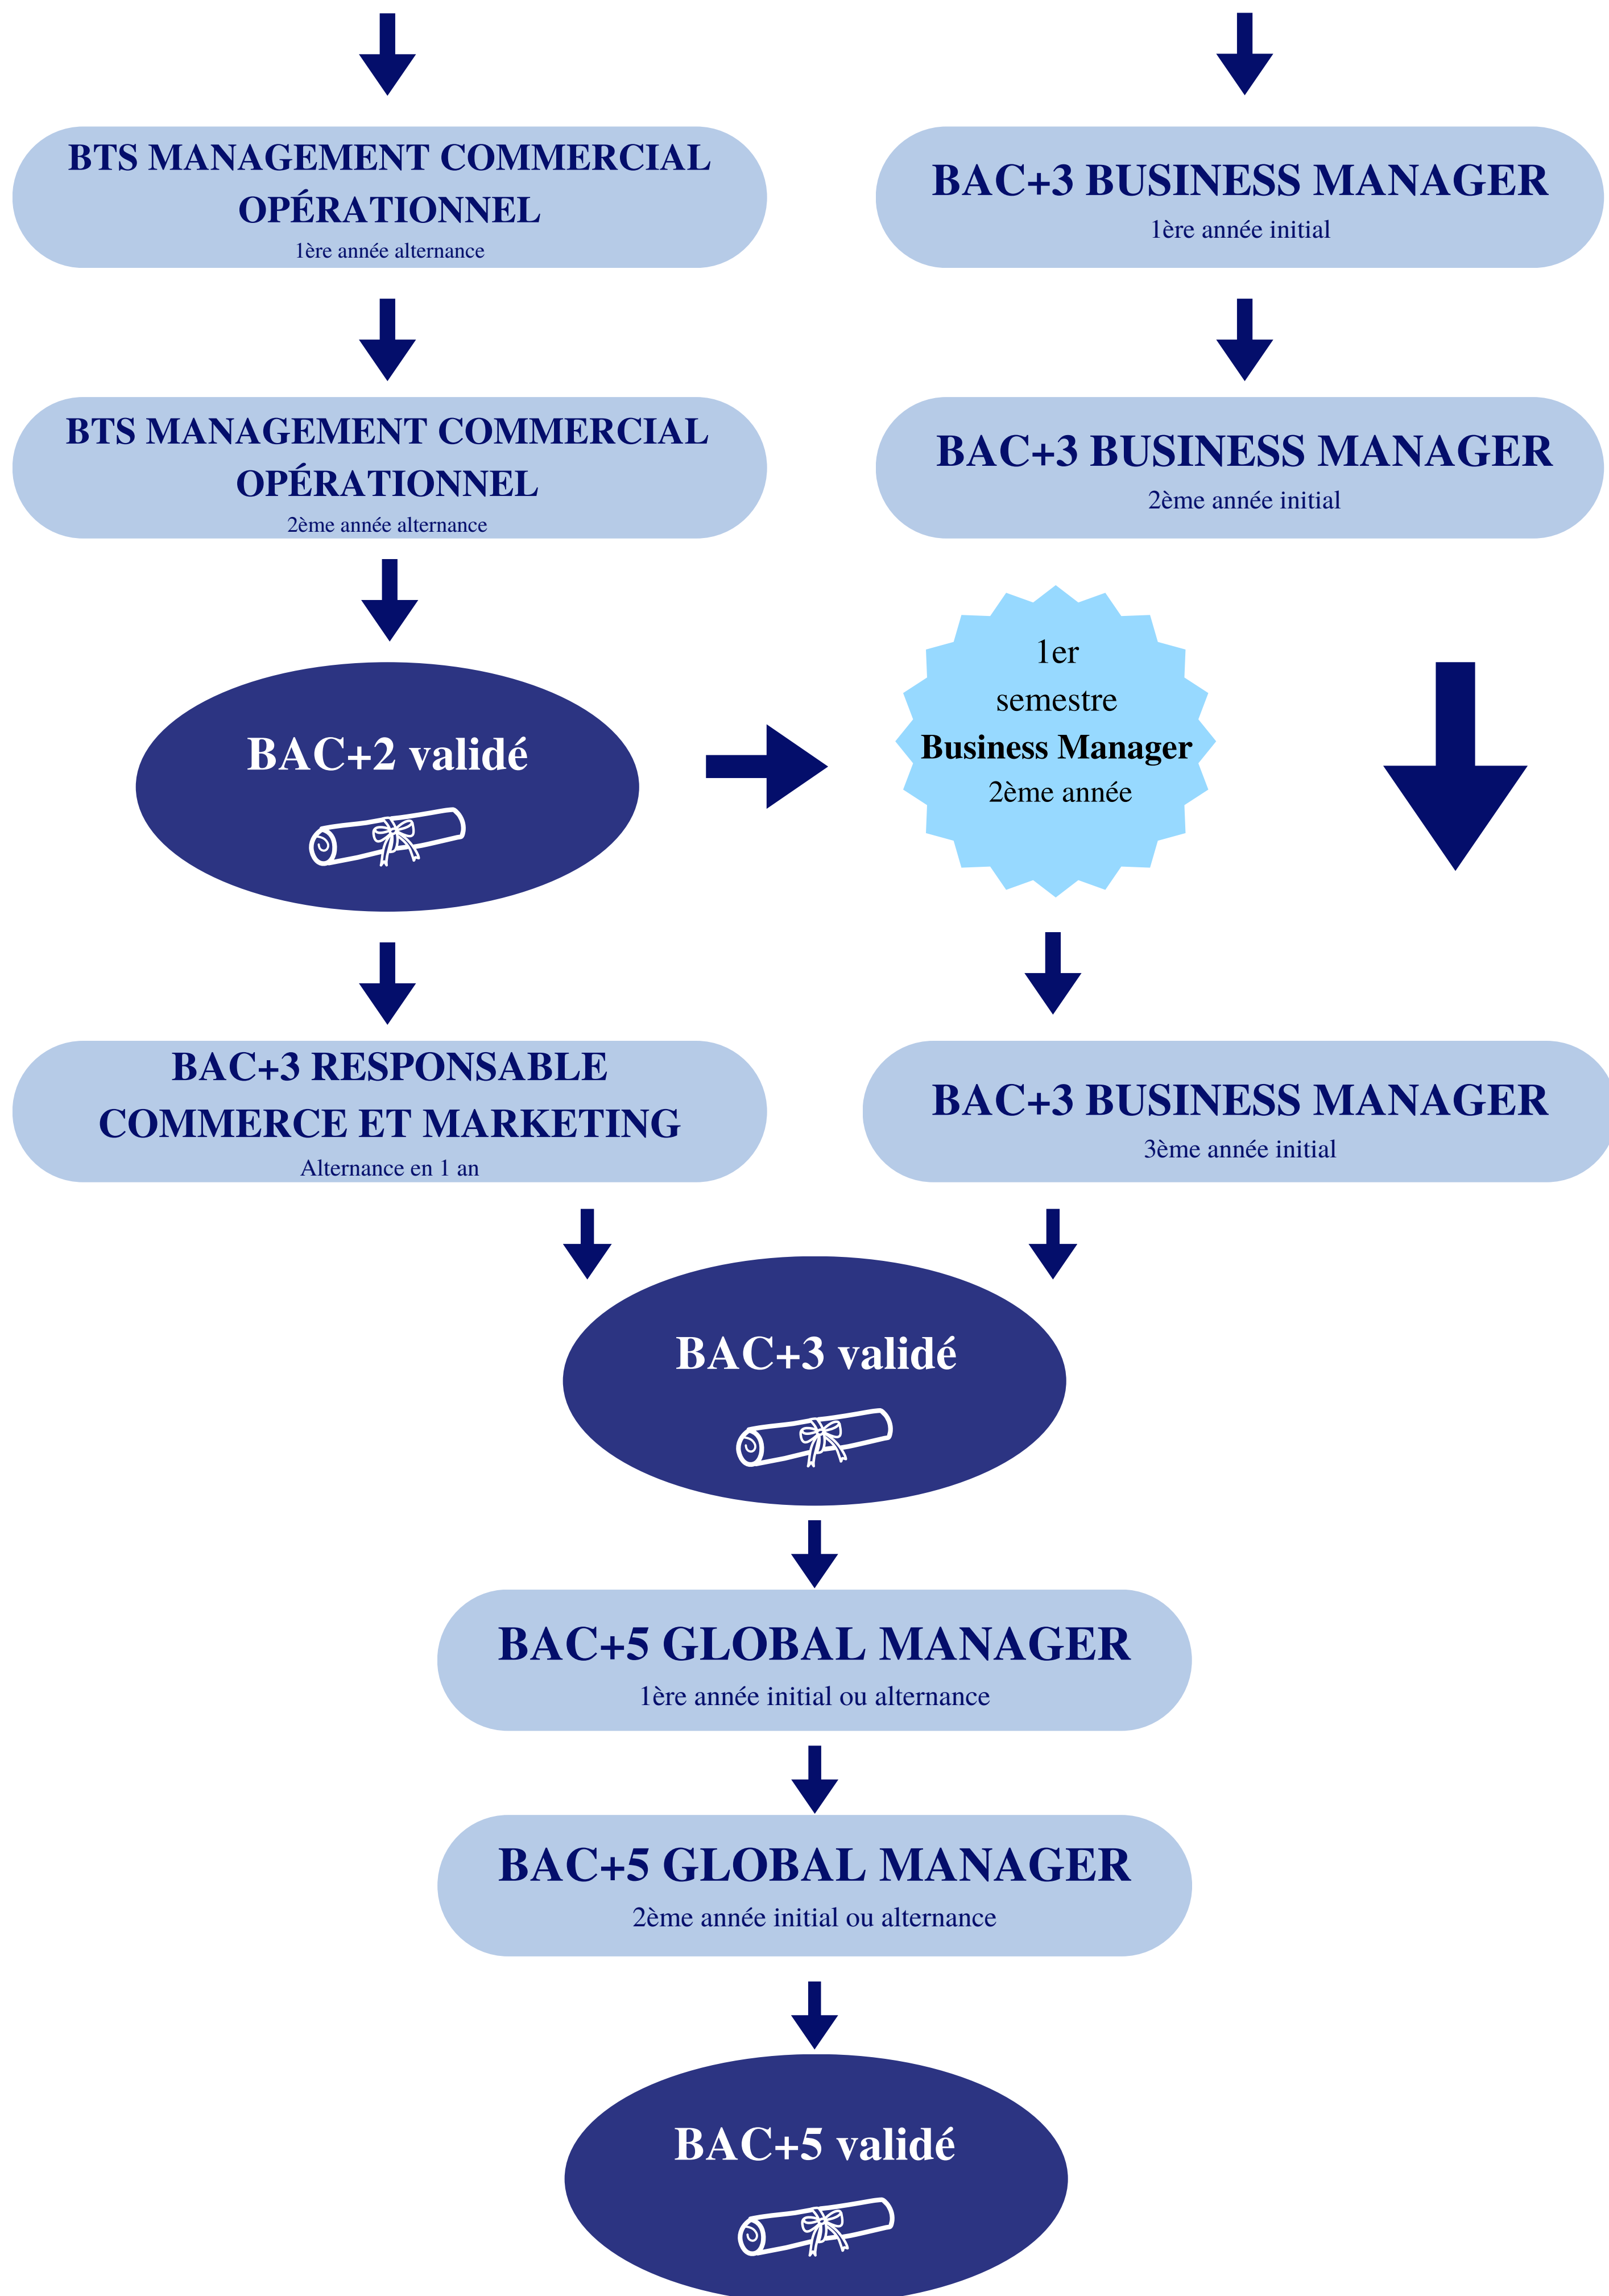 BTS MANAGEMENT COMMERCIAL
OPÉRATIONNEL
1ère année alternance
BAC+3 BUSINESS MANAGER
1ère année initial
BTS MANAGEMENT COMMERCIAL
OPÉRATIONNEL
2ème année alternance
BAC+3 BUSINESS MANAGER
2ème année initial
BAC+2 validé
1er
semestre
Business Manager
2ème année
BAC+3 RESPONSABLE
COMMERCE ET MARKETING
Alternance en 1 an
BAC+3 BUSINESS MANAGER
3ème année initial
BAC+3 validé
BAC+5 GLOBAL MANAGER
1ère année initial ou alternance
BAC+5 GLOBAL MANAGER
2ème année initial ou alternance
BAC+5 validé